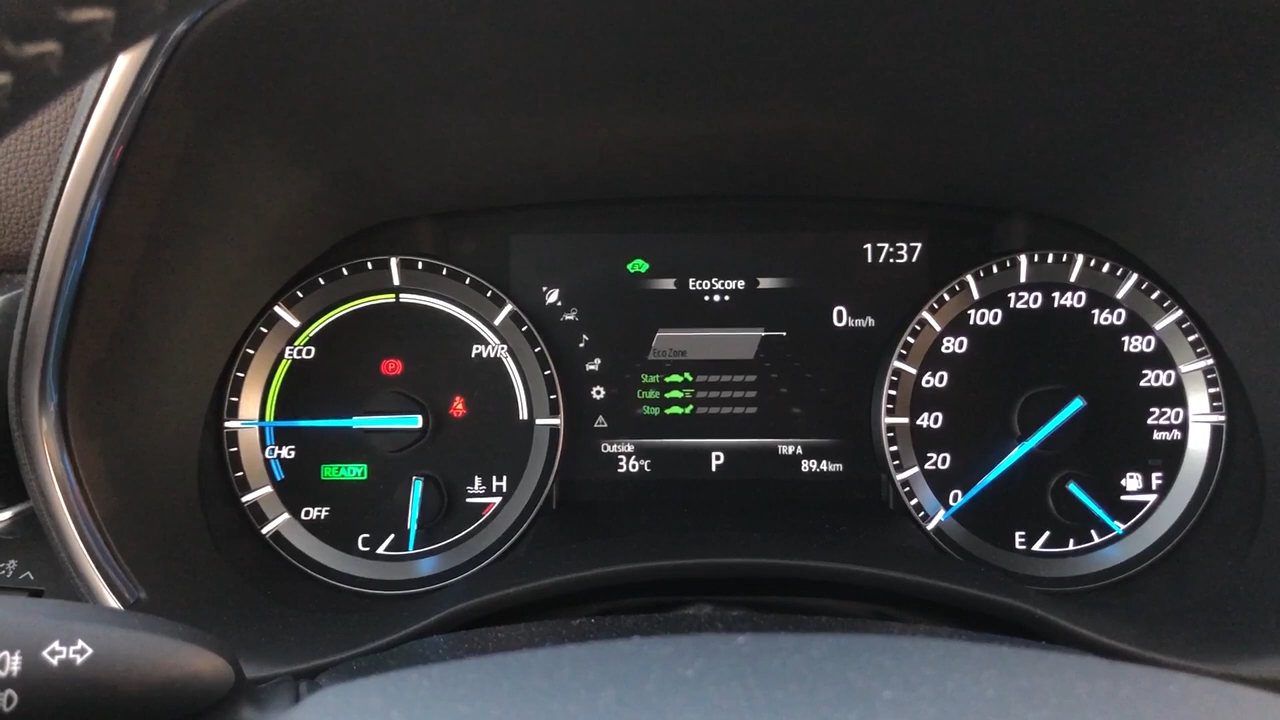 ECO
PWR
P
CHG
READY
OFF
C
H
EV
17:37
Eco Score
0 km/h
Eco Zone
Start
Cruise
Stop
Outside
36°C
P
TRIP A
89.4 km
0
20
40
60
80
100
120
140
160
180
200
220
km/h
E
F